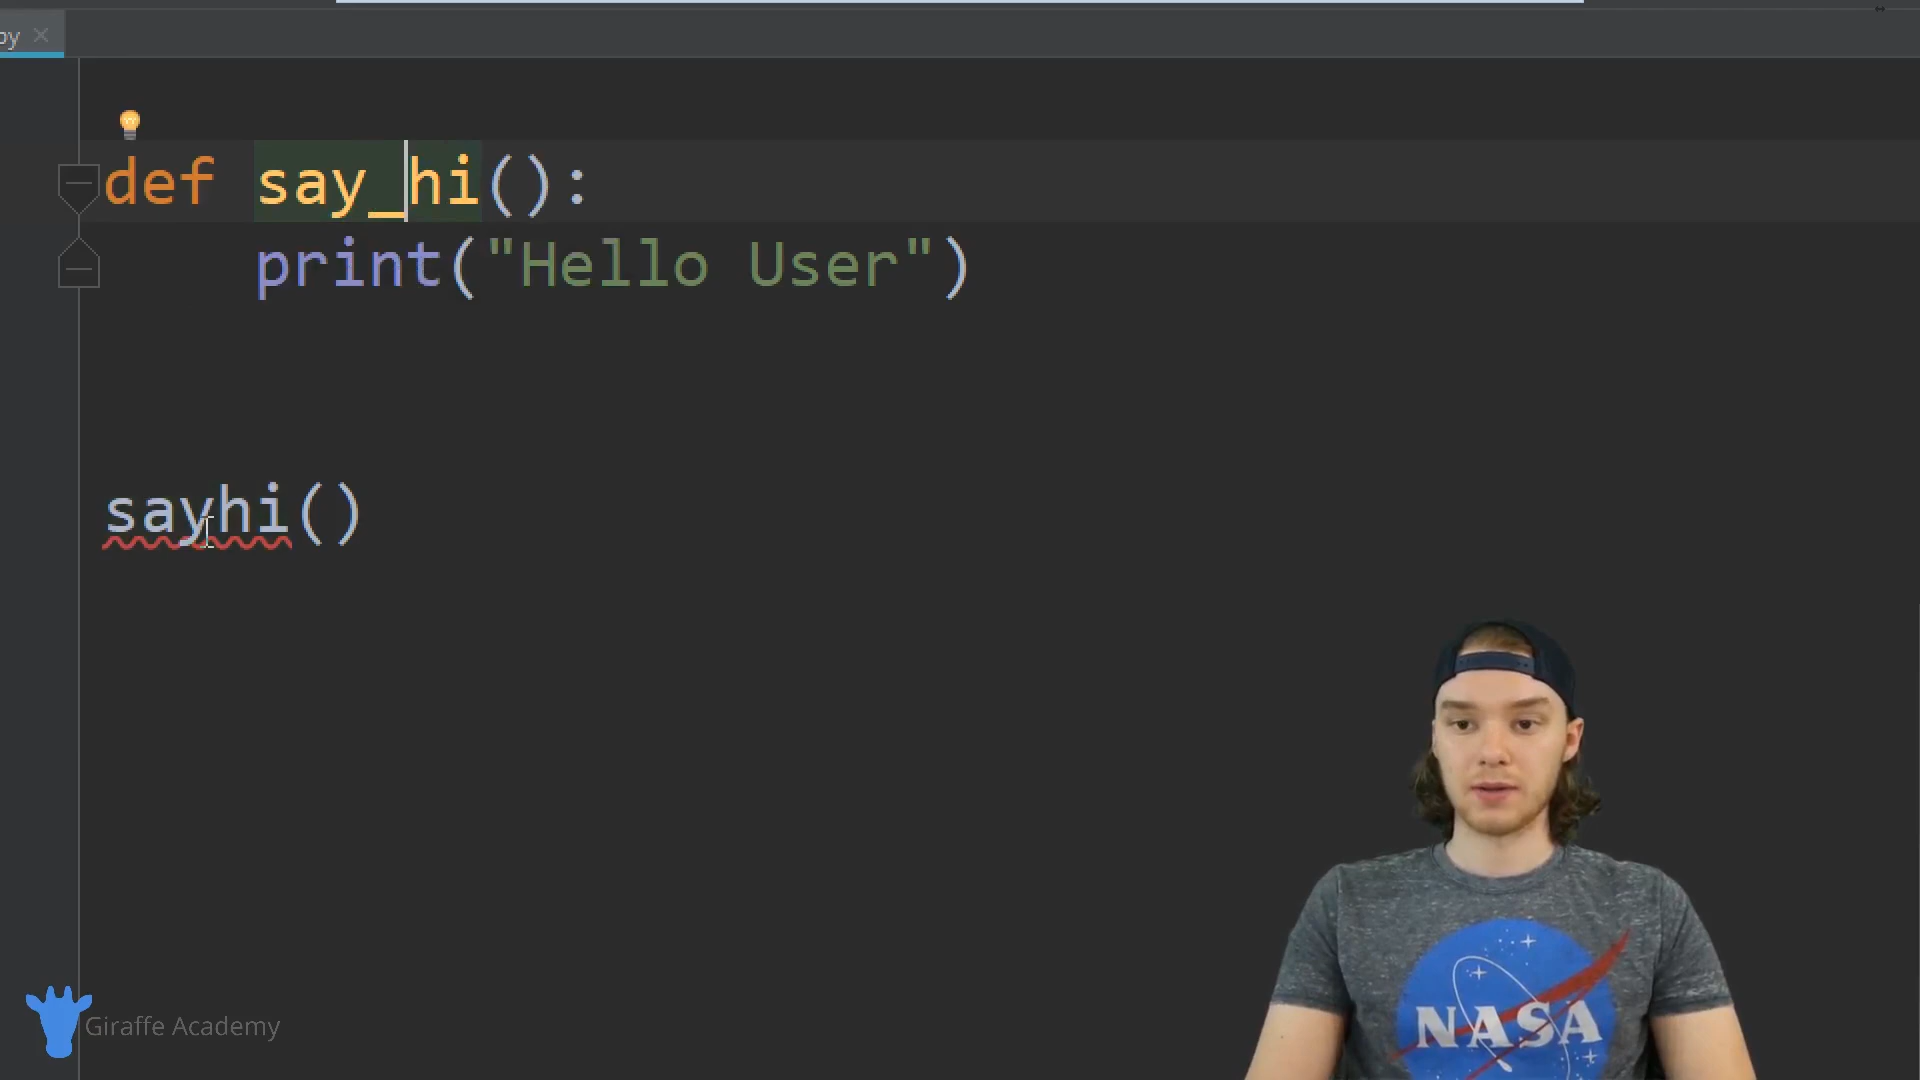 py
def say_hi():
print("Hello User")
sayhi()
Giraffe Academy
NASA